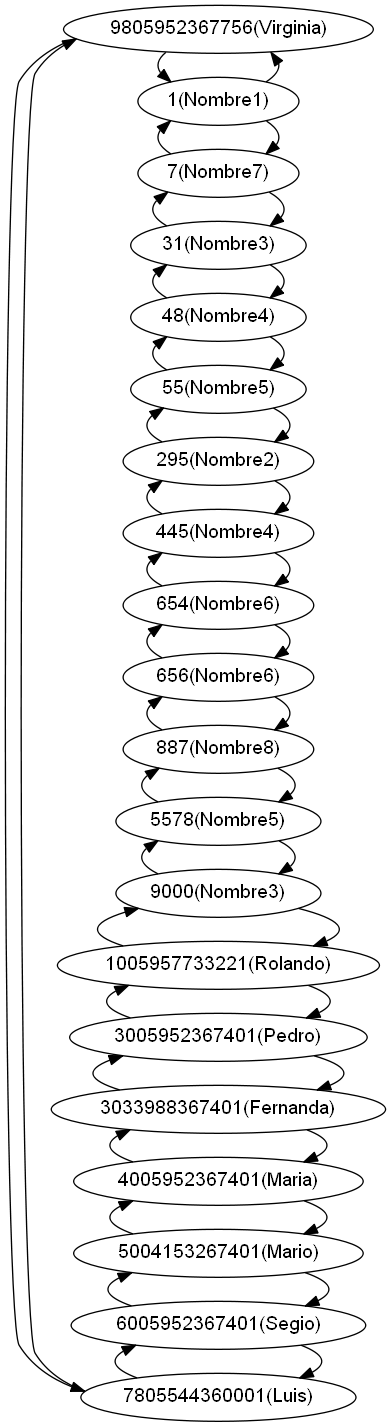 9805952367756(Virginia)
1(Nombre1)
7(Nombre7)
31(Nombre3)
48(Nombre4)
55(Nombre5)
295(Nombre2)
445(Nombre4)
654(Nombre6)
656(Nombre6)
887(Nombre8)
5578(Nombre5)
9000(Nombre3)
1005957733221(Rolando)
3005952367401(Pedro)
3033988367401(Fernanda)
4005952367401(Maria)
5004153267401(Mario)
6005952367401(Segio)
7805544360001(Luis)